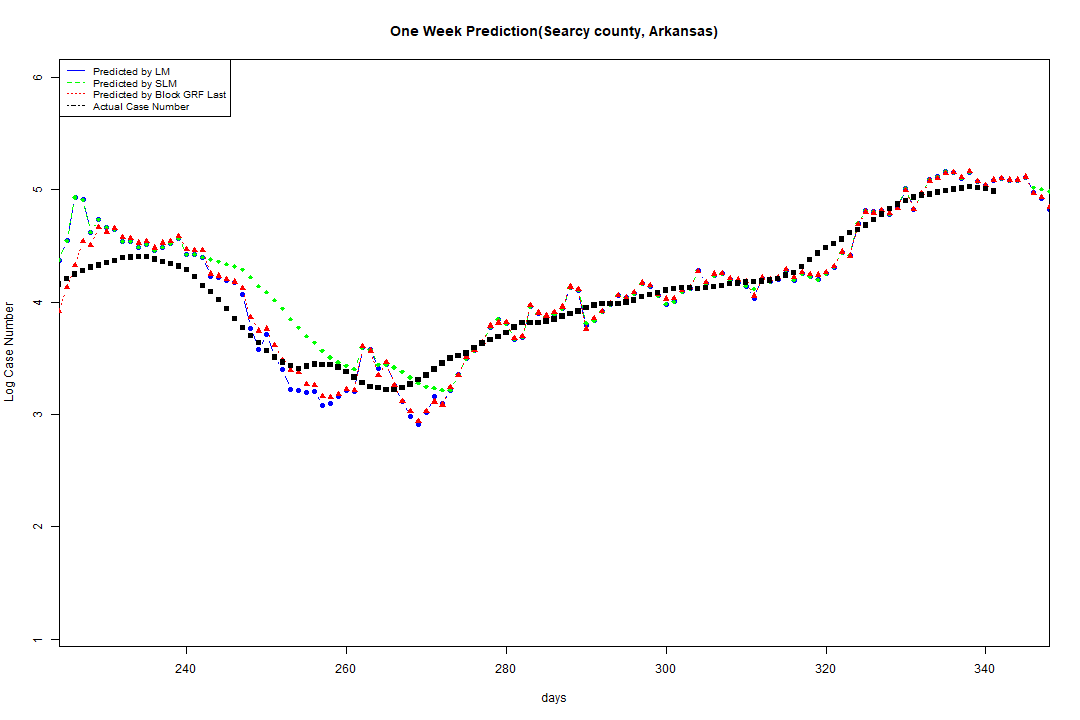 One Week Prediction(Searcy county, Arkansas)
Predicted by LM
Predicted by SLM
Predicted by Block GRF Last
Actual Case Number
6
5
4
3
2
1
Log Case Number
240 260 280 300 320 340
days